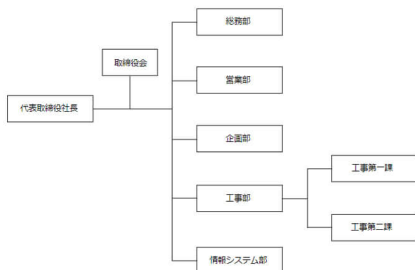 総務部
取締役会
営業部
代表取締役社長
企画部
工事第一課
工事部
工事第二課
情報システム部